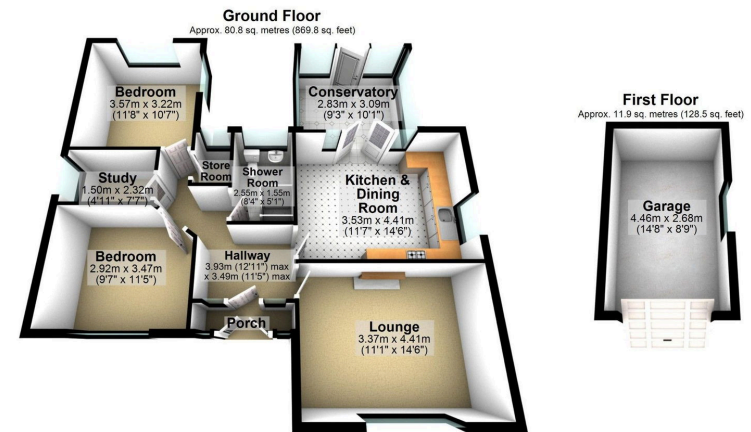 Ground Floor
Approx. 80.8 sq. metres (869.8 sq. feet)
Bedroom
3.57m x 3.22m
(11'8" x 10'7")
Conservatory
2.83m x 3.09m
(9'3" x 10'1")
Study
1.50m x 2.32m
(4'11" x 7'7")
Store
Room
Shower
Room
2.55m x 1.55m
(8'4" x 5'1")
Kitchen &
Dining
Room
3.53m x 4.41m
(11'7" x 14'6")
Bedroom
2.92m x 3.47m
(9'7" x 11'5")
Hallway
3.93m (12'11") max
x 3.49m (11'5") max
Porch
Lounge
3.37m x 4.41m
(11'1" x 14'6")
First Floor
Approx. 11.9 sq. metres (128.5 sq. feet)
Garage
4.46m x 2.68m
(14'8" x 8'9")